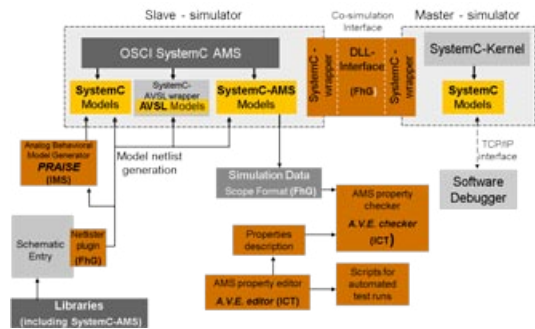 Slave - simulator
Co-simulation
Interface
Master - simulator
OSCI SystemC AMS
SystemC
Models
SystemC-
AVSL wrapper
AVSL Models
SystemC-AMS
Models
SystemC-
wrapper
DLL-
Interface
(FhG)
SystemC-
wrapper
SystemC-Kernel
SystemC
Models
TCP/IP
interface
Software
Debugger
Analog Behavioral
Model Generator
PRAISE
(IMS)
Model netlist
generation
Simulation Data
Scope Format (FhG)
AMS property
checker
A.V.E. checker
(ICT)
Properties
description
Schematic
Entry
Netlister
plugin
(FhG)
AMS property editor
A.V.E. editor (ICT)
Scripts for
automated
test runs
Libraries
(including SystemC-AMS)